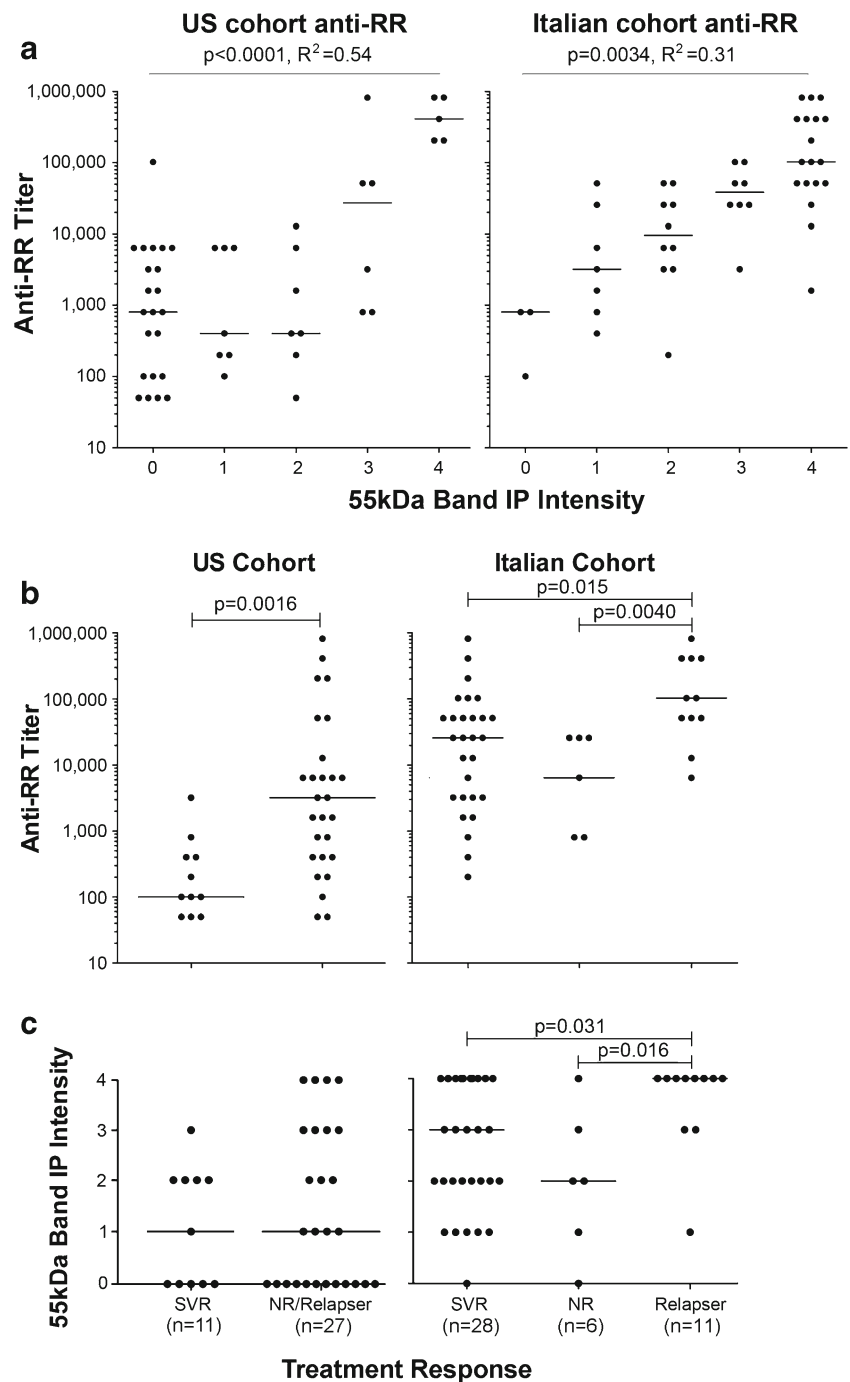 US cohort anti-RR
Italian cohort anti-RR
a
p<0.0001, R²=0.54
p=0.0034, R²=0.31
Anti-RR Titer
1,000,000
100,000
10,000
1,000
100
10
0 1 2 3 4
0 1 2 3 4
55kDa Band IP Intensity
US Cohort
Italian Cohort
b
p=0.0016
p=0.015
p=0.0040
Anti-RR Titer
1,000,000
100,000
10,000
1,000
100
10
c
p=0.031
p=0.016
55kDa Band IP Intensity
4
3
2
1
0
SVR
(n=11)
NR/Relapser
(n=27)
SVR
(n=28)
NR
(n=6)
Relapser
(n=11)
Treatment Response